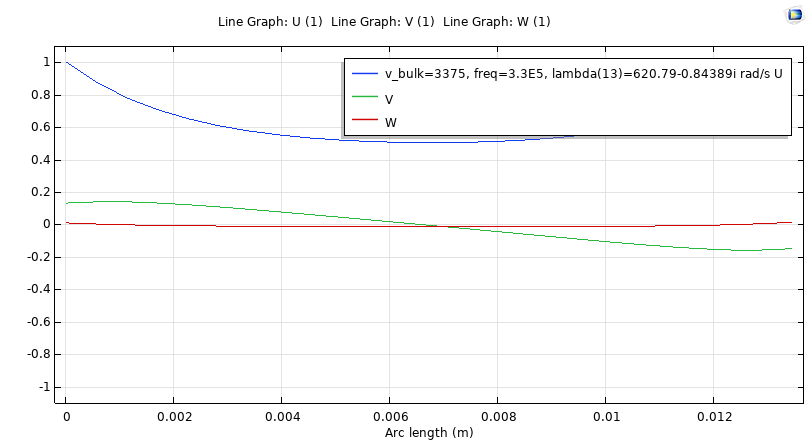 Line Graph: U (1)  Line Graph: V (1)  Line Graph: W (1)
v_bulk=3375, freq=3.3E5, lambda(13)=620.79-0.84389i rad/s U
V
W
1
0.8
0.6
0.4
0.2
0
-0.2
-0.4
-0.6
-0.8
-1
0 0.002 0.004 0.006 0.008 0.01 0.012
Arc length (m)